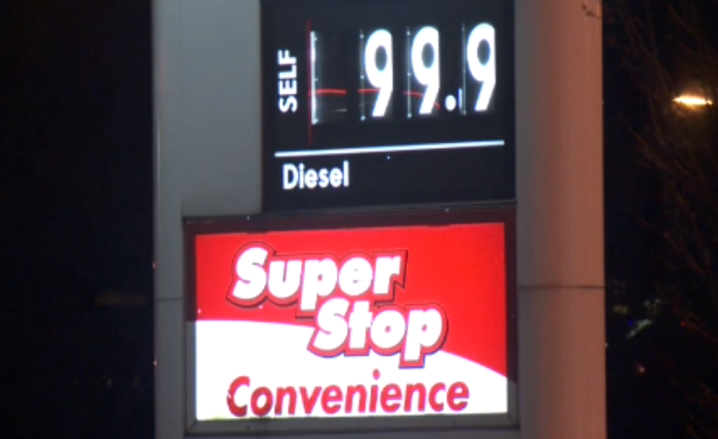 SELF 99.9
Diesel
Super
Stop
Convenience